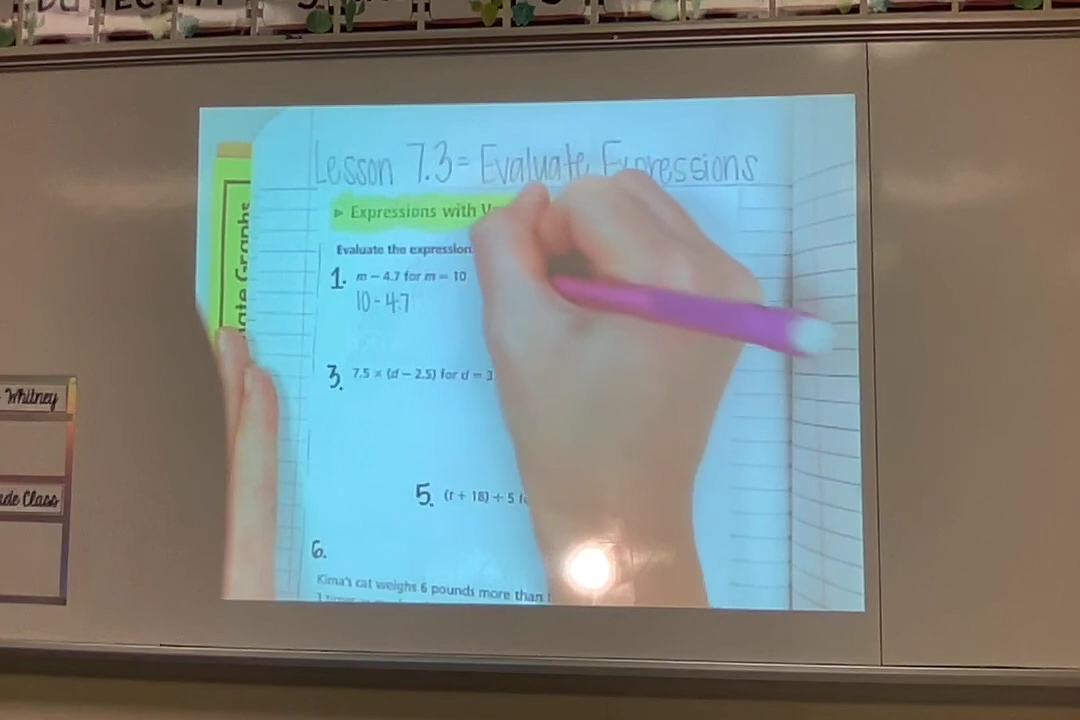 Lesson 7.3= Evaluate Expressions
Expressions with
Evaluate the expression
1. m − 4.7 for m = 10
10 - 4.7
3. 7.5 × (d − 2.5) for d = 3
5. (t + 18) ÷ 5
6.
Kima's cat weighs 6 pounds more than
Graphs
Whitney
Class